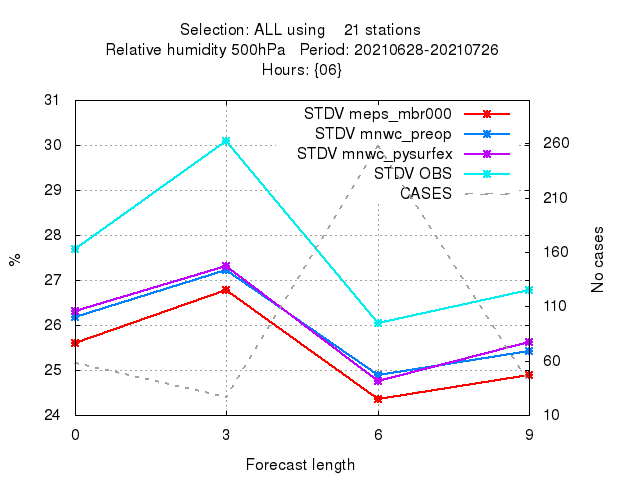 Selection: ALL using 21 stations
Relative humidity 500hPa Period: 20210628-20210726
Hours: {06}
STDV meps_mbr000
STDV mnwc_preop
STDV mnwc_pysurfex
STDV OBS
CASES
31
30
29
28
27
26
25
24
%
260
210
160
110
60
10
No cases
0 3 6 9
Forecast length